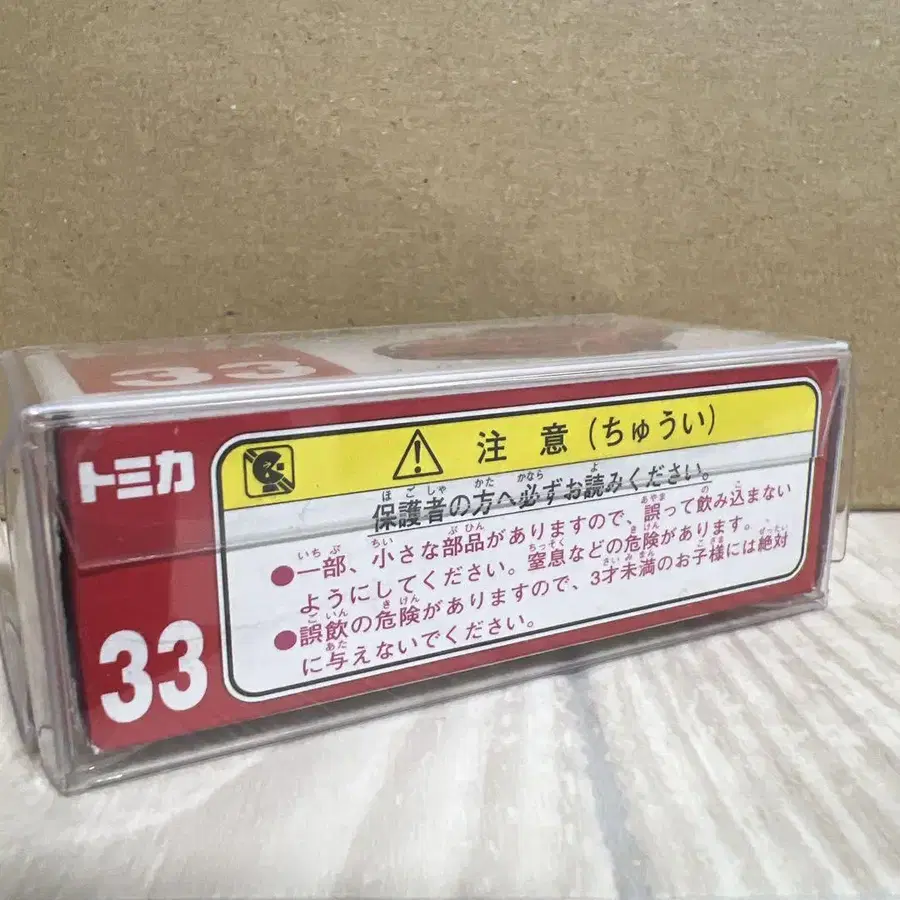 33
トミカ
33
注意(ちゅうい)
保護者の方へ必ずお読みください。
●一部、小さな部品がありますので、誤って飲み込まない
ようにしてください。窒息などの危険があります。
●誤飲の危険がありますので、3才未満のお子様には絶対
に与えないでください。